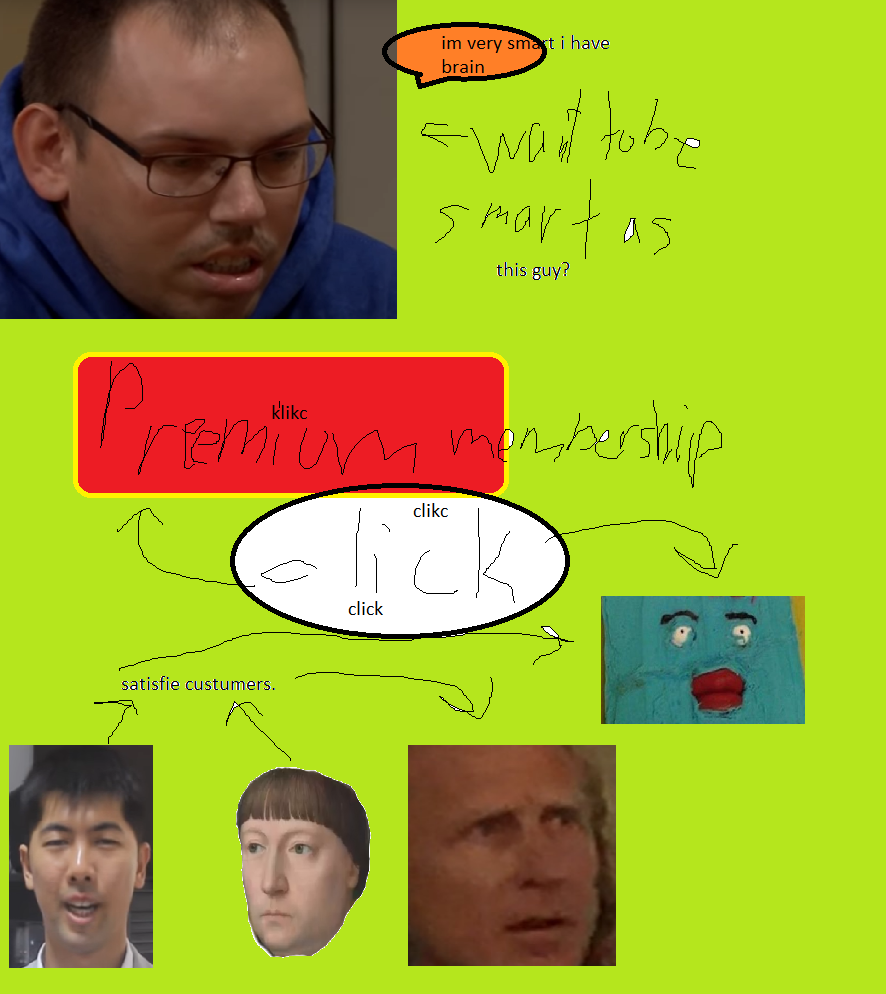 im very smart i have
brain
want to be
smart as
this guy?
Premium membership
klikc
clikc
click
click
satisfie custumers.